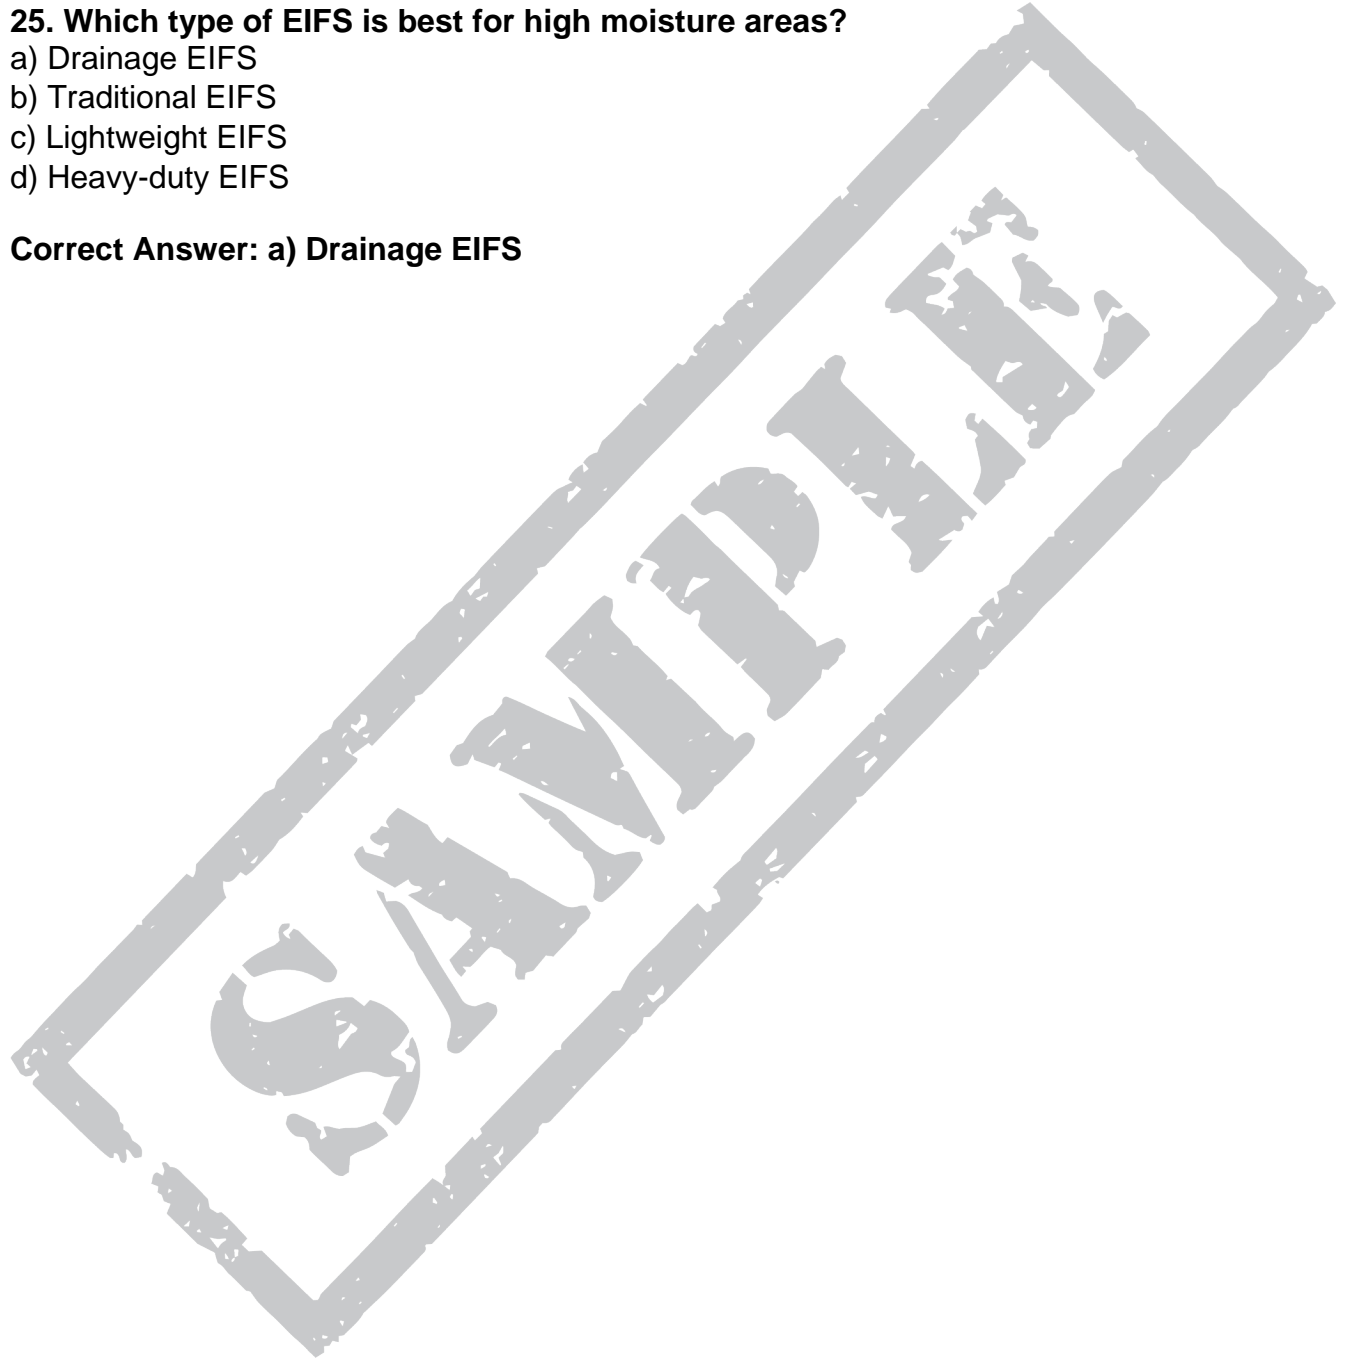 25. Which type of EIFS is best for high moisture areas?
a) Drainage EIFS
b) Traditional EIFS
c) Lightweight EIFS
d) Heavy-duty EIFS
Correct Answer: a) Drainage EIFS
SAMPLE